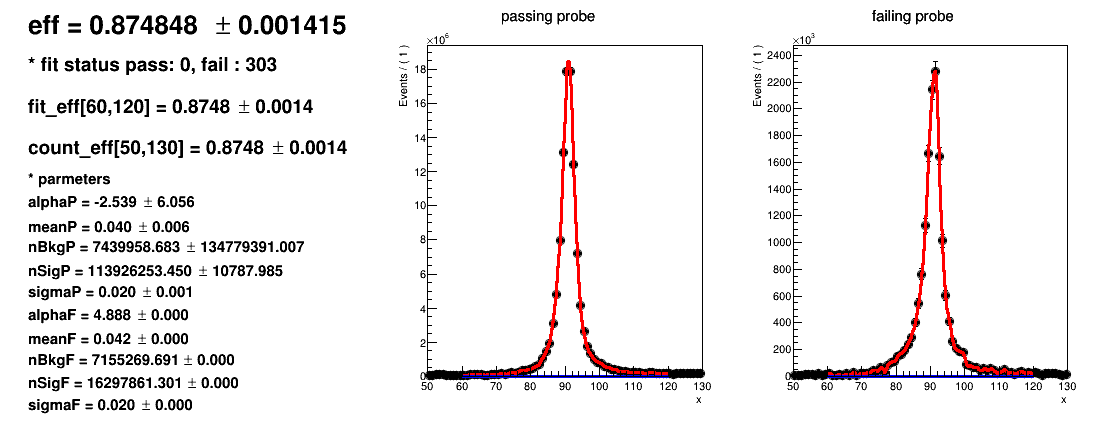 eff = 0.874848 ± 0.001415
* fit status pass: 0, fail : 303
fit_eff[60,120] = 0.8748 ± 0.0014
count_eff[50,130] = 0.8748 ± 0.0014
* parmeters
alphaP = -2.539 ± 6.056
meanP = 0.040 ± 0.006
nBkgP = 7439958.683 ± 134779391.007
nSigP = 113926253.450 ± 10787.985
sigmaP = 0.020 ± 0.001
alphaF = 4.888 ± 0.000
meanF = 0.042 ± 0.000
nBkgF = 7155269.691 ± 0.000
nSigF = 16297861.301 ± 0.000
sigmaF = 0.020 ± 0.000
passing probe
×10⁶
Events / ( 1 )
18
16
14
12
10
8
6
4
2
0
50 60 70 80 90 100 110 120 130
x
failing probe
×10³
Events / ( 1 )
2400
2200
2000
1800
1600
1400
1200
1000
800
600
400
200
0
50 60 70 80 90 100 110 120 130
x